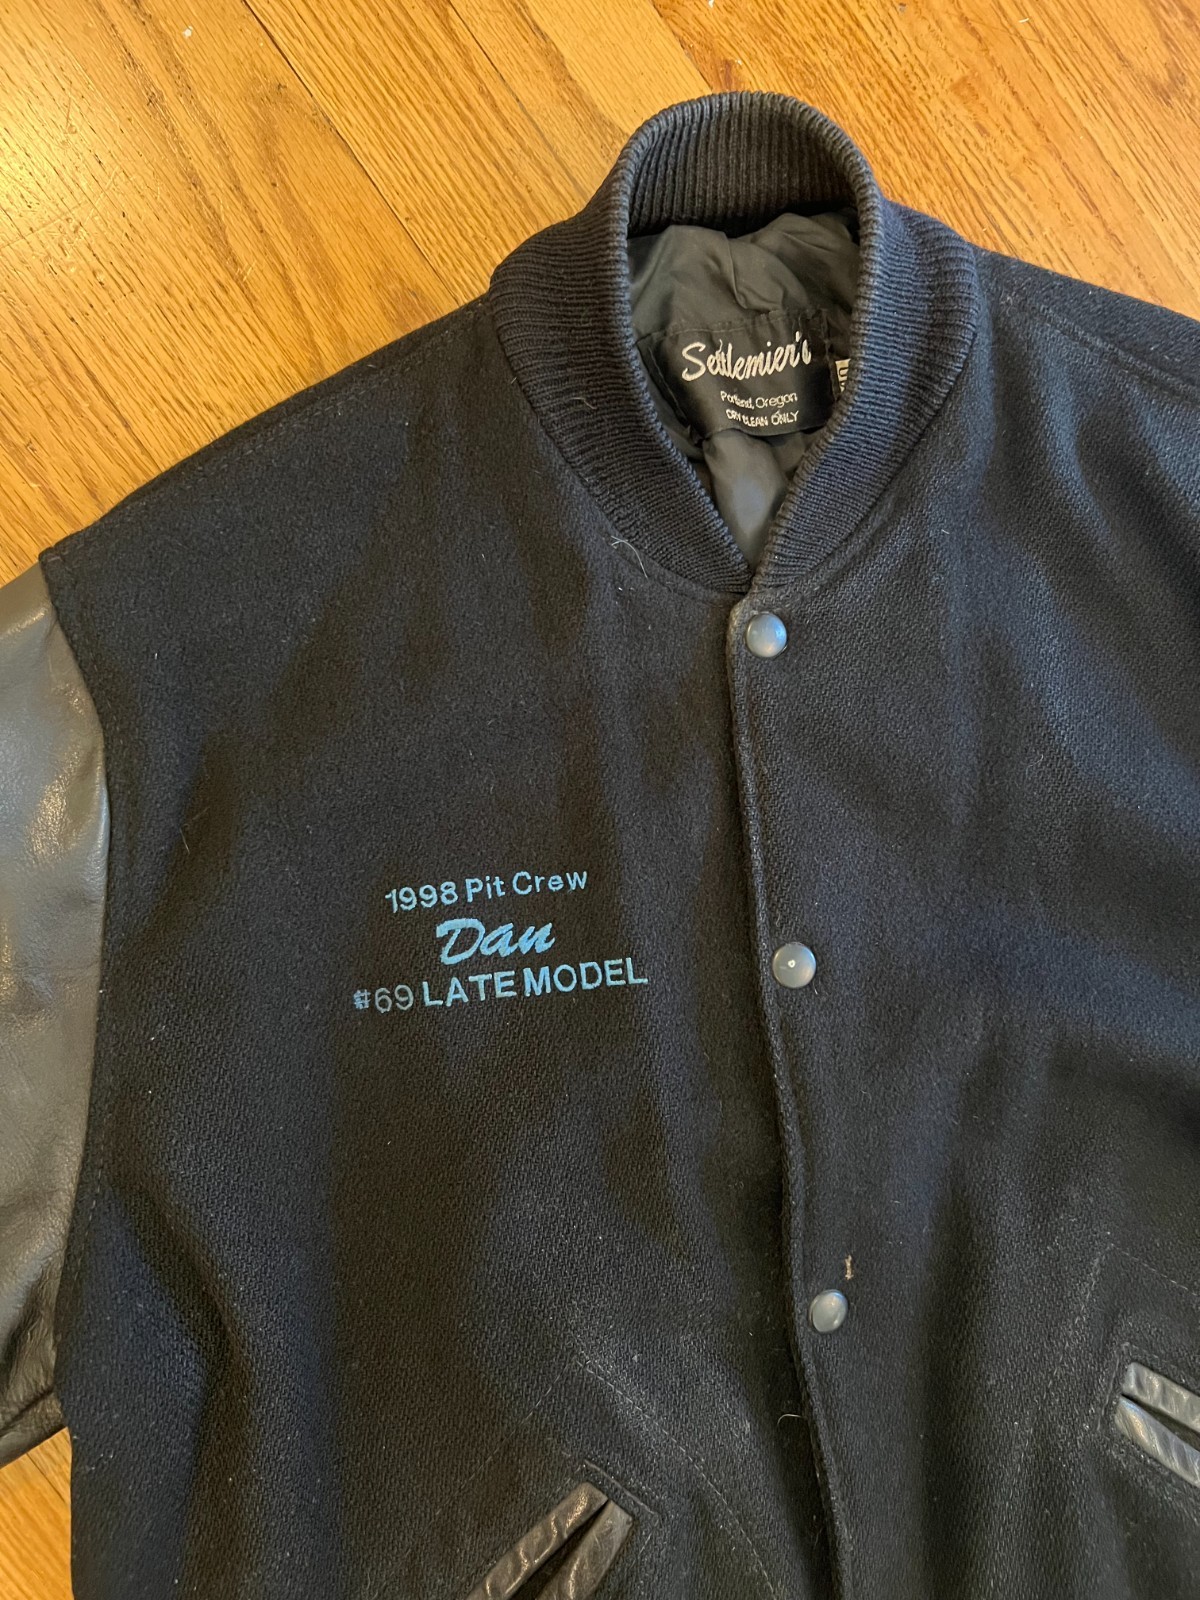 Settlemier's
Portland, Oregon
DRY CLEAN ONLY
1998 Pit Crew
Dan
#69 LATE MODEL